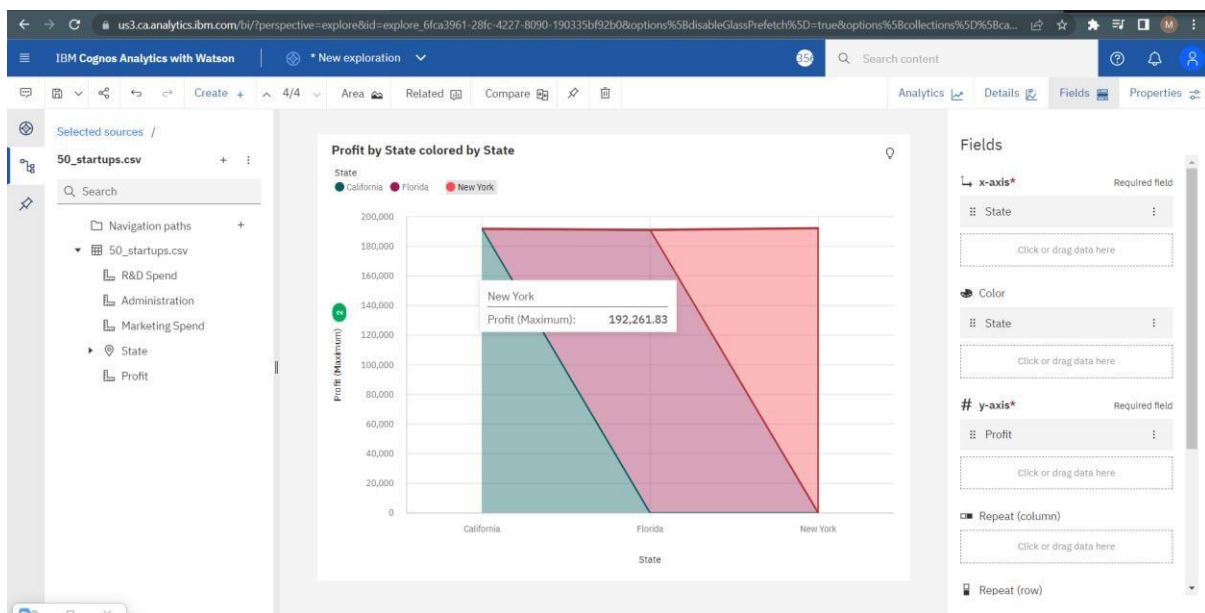 us3.ca.analytics.ibm.com/bi/?perspective=explore&id=explore_6fca3961-28fc-4227-8090-190335bf92b0&options%5BdisableGlassPrefetch%5D=true&options%5Bcollections%5D%5Bca...
M
IBM Cognos Analytics with Watson
* New exploration
Search content
Create +
4/4
Area
Related
Compare
Analytics
Details
Fields
Properties
Selected sources /
50_startups.csv
Search
Navigation paths
50_startups.csv
R&D Spend
Administration
Marketing Spend
State
Profit
Profit by State colored by State
State
California
Florida
New York
200,000
180,000
160,000
140,000
120,000
100,000
80,000
60,000
40,000
20,000
0
Profit (Maximum)
New York
Profit (Maximum): 192,261.83
California
Florida
New York
State
Fields
x-axis* Required field
State
Click or drag data here
Color
State
Click or drag data here
# y-axis* Required field
Profit
Click or drag data here
Repeat (column)
Click or drag data here
Repeat (row)